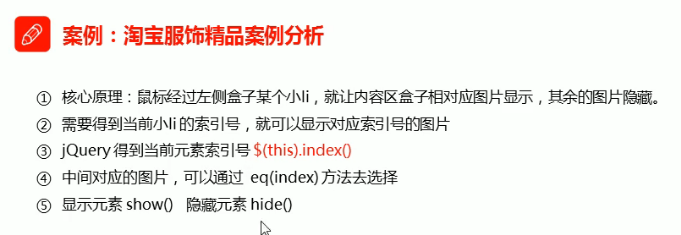 案例：淘宝服饰精品案例分析
① 核心原理：鼠标经过左侧盒子某个小li，就让内容区盒子相对应图片显示，其余的图片隐藏。
② 需要得到当前小li 的索引号，就可以显示对应索引号的图片
③ jQuery 得到当前元素索引号 $(this).index()
④ 中间对应的图片，可以通过 eq(index) 方法去选择
⑤ 显示元素 show() 隐藏元素 hide()